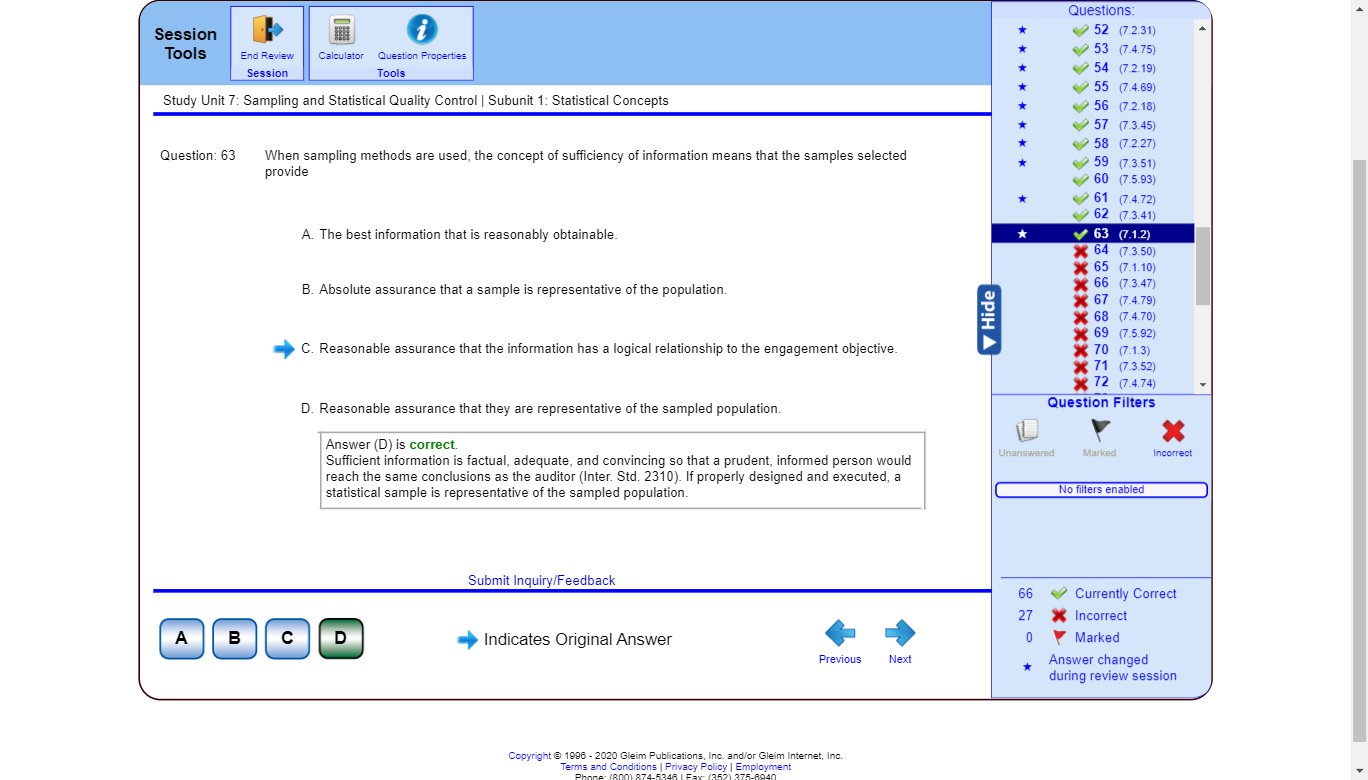 Session
Tools
End Review
Session
Calculator
Question Properties
Tools
Study Unit 7: Sampling and Statistical Quality Control | Subunit 1: Statistical Concepts
Question: 63
When sampling methods are used, the concept of sufficiency of information means that the samples selected
provide
A. The best information that is reasonably obtainable.
B. Absolute assurance that a sample is representative of the population.
C. Reasonable assurance that the information has a logical relationship to the engagement objective.
D. Reasonable assurance that they are representative of the sampled population.
Answer (D) is correct.
Sufficient information is factual, adequate, and convincing so that a prudent, informed person would
reach the same conclusions as the auditor (Inter. Std. 2310). If properly designed and executed, a
statistical sample is representative of the sampled population.
Submit Inquiry/Feedback
A B C D
Indicates Original Answer
Previous
Next
Questions:
52 (7.2.31)
53 (7.4.75)
54 (7.2.19)
55 (7.4.69)
56 (7.2.18)
57 (7.3.45)
58 (7.2.27)
59 (7.3.51)
60 (7.5.93)
61 (7.4.72)
62 (7.3.41)
63 (7.1.2)
64 (7.3.50)
65 (7.1.10)
66 (7.3.47)
67 (7.4.79)
68 (7.4.70)
69 (7.5.92)
70 (7.1.3)
71 (7.3.52)
72 (7.4.74)
Hide
Question Filters
Unanswered
Marked
Incorrect
No filters enabled
66 Currently Correct
27 Incorrect
0 Marked
Answer changed
during review session
Copyright © 1996 - 2020 Gleim Publications, Inc. and/or Gleim Internet, Inc.
Terms and Conditions | Privacy Policy | Employment
Phone: (800) 874-5346 | Fax: (352) 375-6940